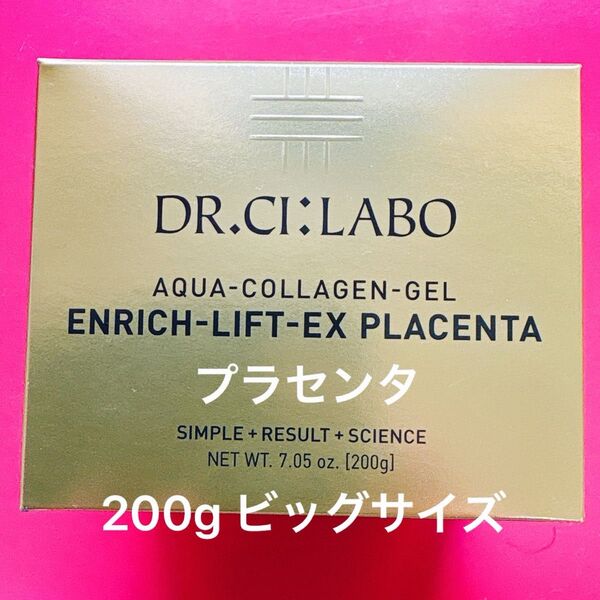 DR.CI:LABO
AQUA-COLLAGEN-GEL
ENRICH-LIFT-EX PLACENTA
プラセンタ
SIMPLE+RESULT+SCIENCE
NET WT. 7.05 oz. [200g]
200g ビッグサイズ